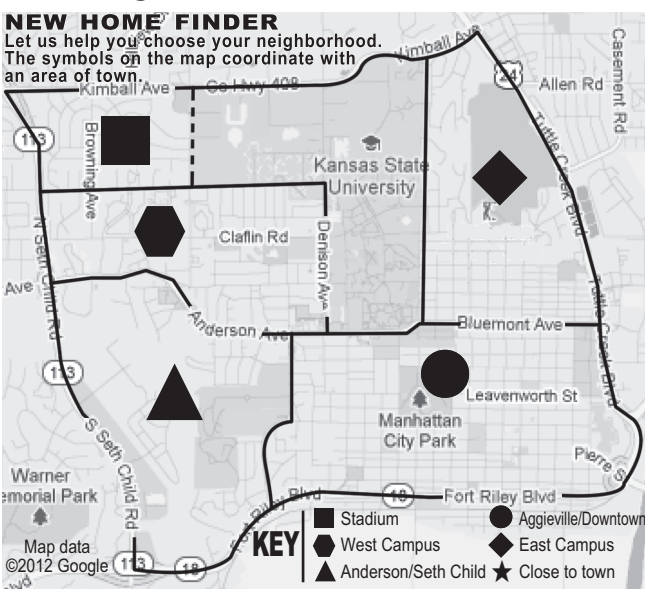 NEW HOME FINDER
Let us help you choose your neighborhood.
The symbols on the map coordinate with
an area of town.
Kimball Ave
Kimball Ave
Co Hwy 408
24
Allen Rd
Casement Rd
113
Browning Ave
Kansas State
University
Tuttle Creek Blvd
N Seth Child Rd
Claflin Rd
Denison Ave
Ave
Anderson Ave
Bluemont Ave
Tuttle Creek Blvd
113
Leavenworth St
Manhattan
City Park
S Seth Child Rd
Pierre S
Warner
emorial Park
Fort Riley Blvd
18
Fort Riley Blvd
KEY
Stadium
Aggieville/Downtown
West Campus
East Campus
Anderson/Seth Child
Close to town
Map data
©2012 Google
113
18
lvd